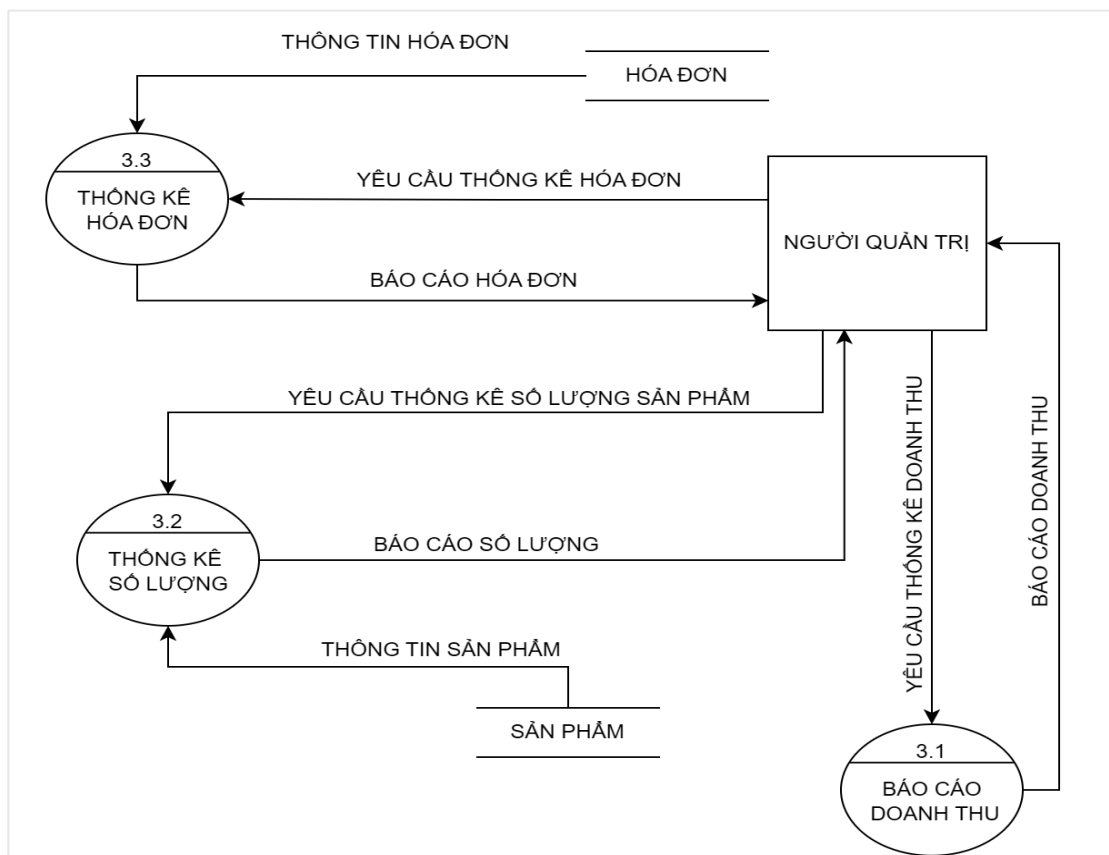 THÔNG TIN HÓA ĐƠN
HÓA ĐƠN
3.3
THỐNG KÊ
HÓA ĐƠN
YÊU CẦU THỐNG KÊ HÓA ĐƠN
NGƯỜI QUẢN TRỊ
BÁO CÁO HÓA ĐƠN
YÊU CẦU THỐNG KÊ SỐ LƯỢNG SẢN PHẨM
YÊU CẦU THỐNG KÊ DOANH THU
BÁO CÁO DOANH THU
3.2
THỐNG KÊ
SỐ LƯỢNG
BÁO CÁO SỐ LƯỢNG
THÔNG TIN SẢN PHẨM
SẢN PHẨM
3.1
BÁO CÁO
DOANH THU